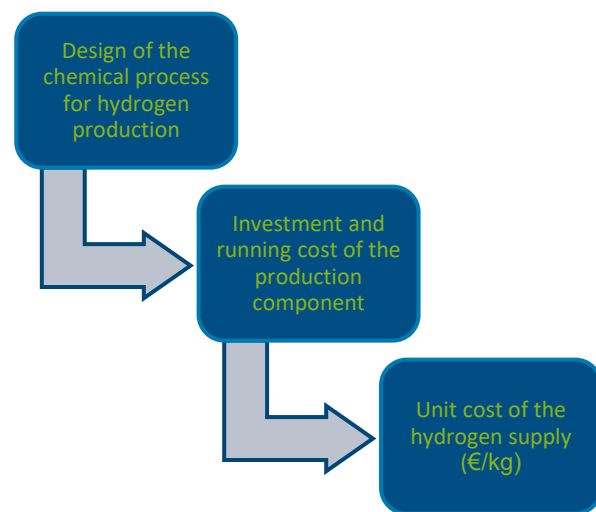 Design of the
chemical process
for hydrogen
production
Investment and
running cost of the
production
component
Unit cost of the
hydrogen supply
(€/kg)